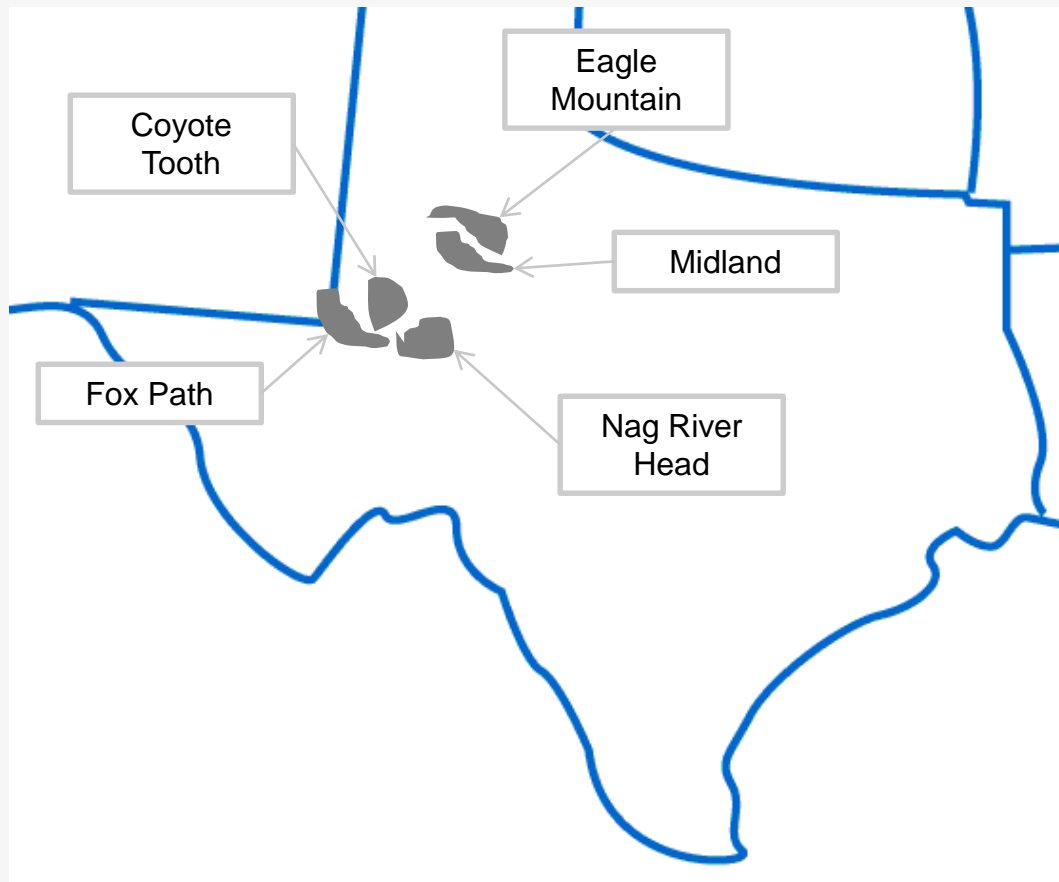 Eagle
Mountain
Coyote
Tooth
Midland
Fox Path
Nag River
Head